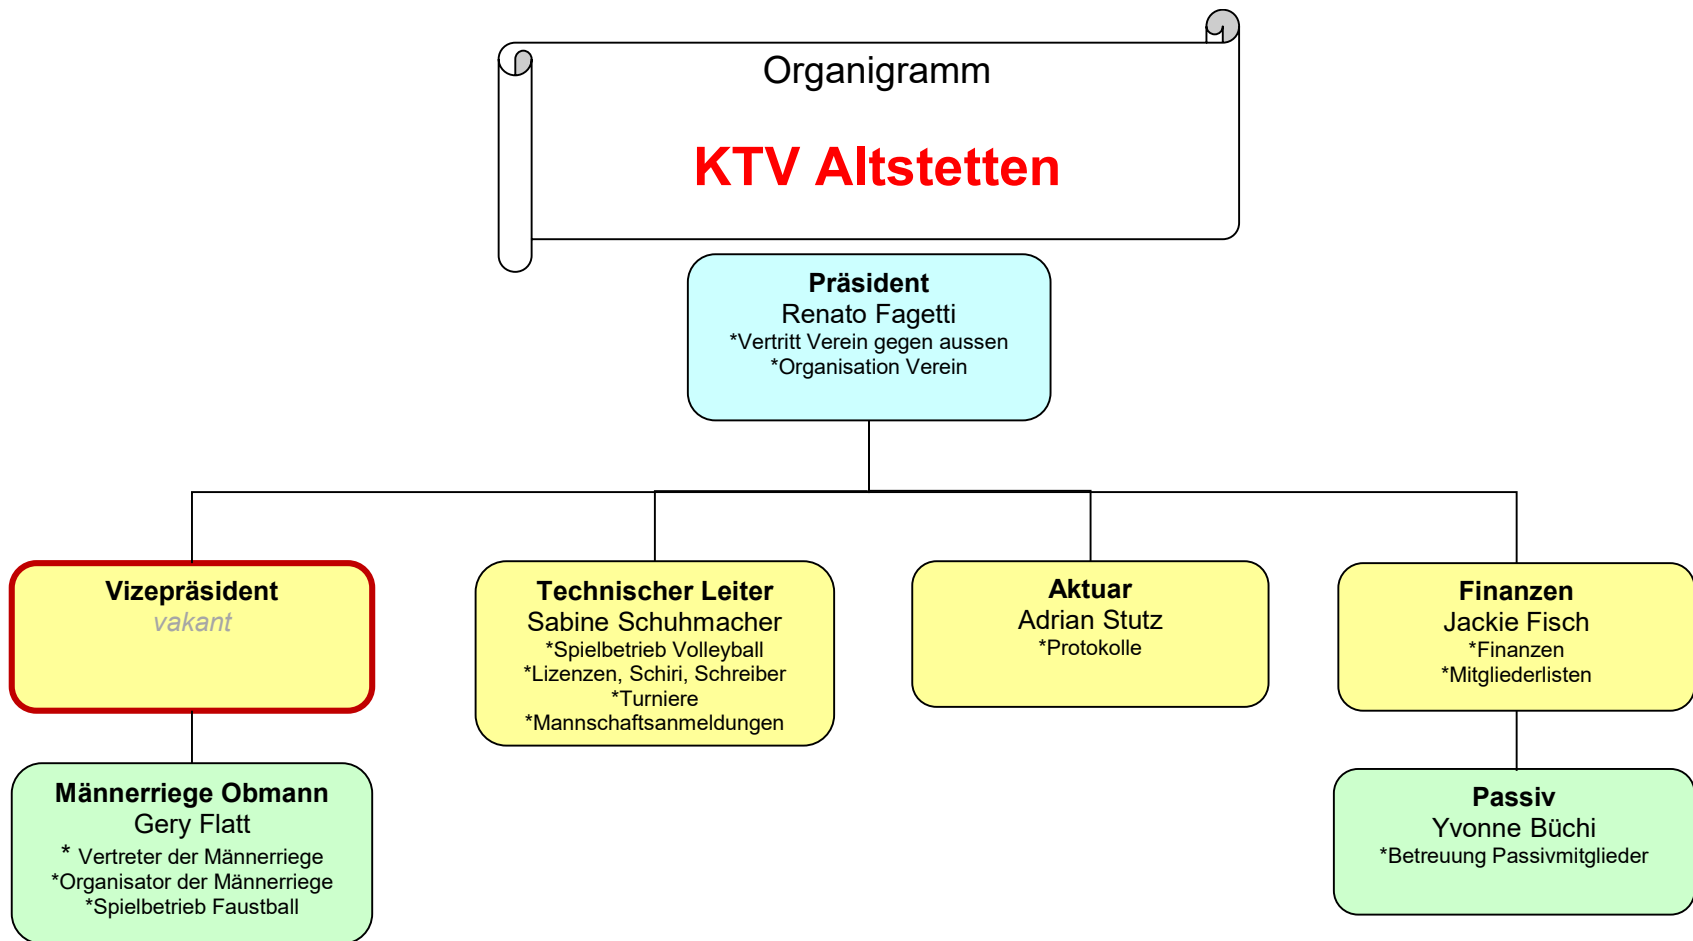 Organigramm
KTV Altstetten
Präsident
Renato Fagetti
*Vertritt Verein gegen aussen
*Organisation Verein
Vizepräsident
vakant
Technischer Leiter
Sabine Schuhmacher
*Spielbetrieb Volleyball
*Lizenzen, Schiri, Schreiber
*Turniere
*Mannschaftsanmeldungen
Aktuar
Adrian Stutz
*Protokolle
Finanzen
Jackie Fisch
*Finanzen
*Mitgliederlisten
Männerriege Obmann
Gery Flatt
* Vertreter der Männerriege
*Organisator der Männerriege
*Spielbetrieb Faustball
Passiv
Yvonne Büchi
*Betreuung Passivmitglieder